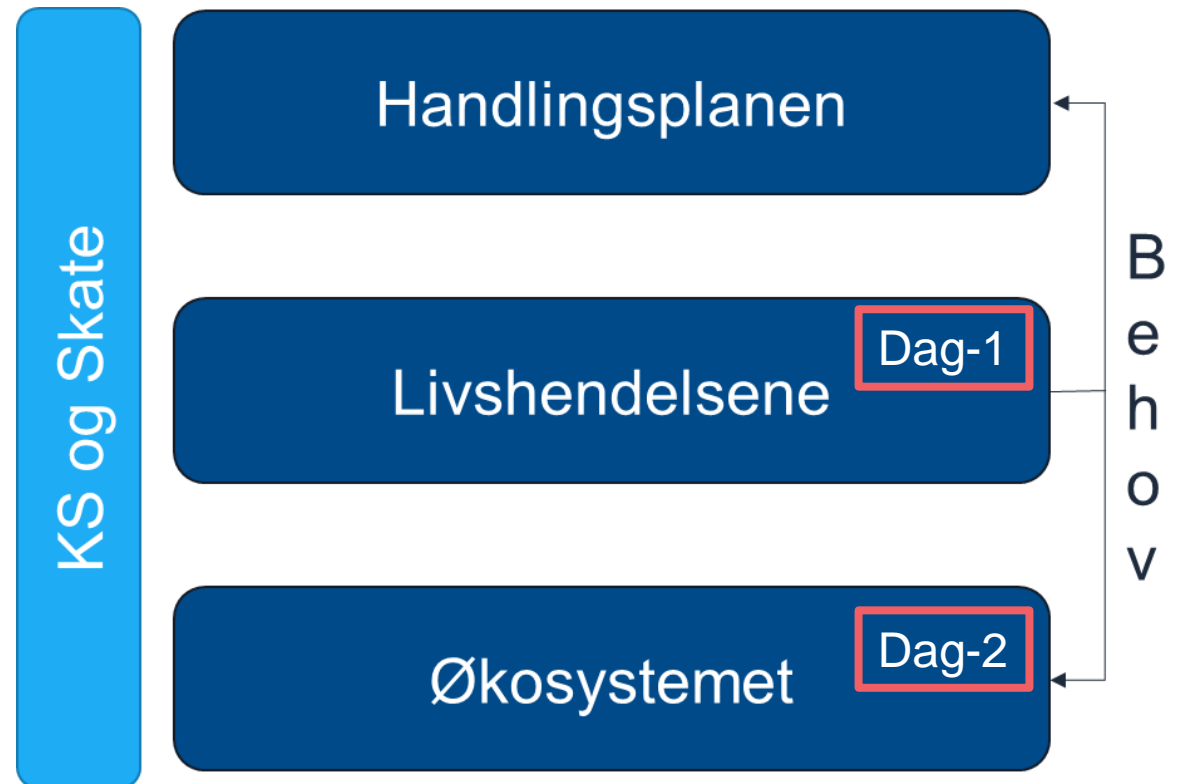 KS og Skate
Handlingsplanen
Dag-1
Livshendelsene
Dag-2
Økosystemet
Behov